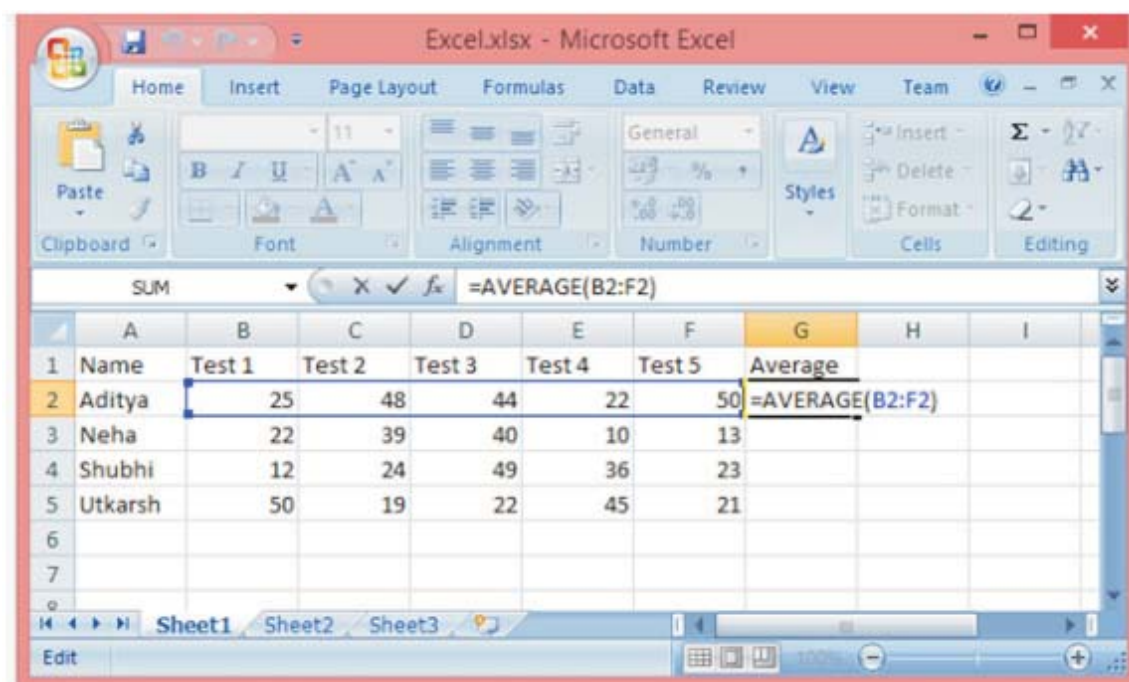 Excel.xlsx - Microsoft Excel
Home Insert Page Layout Formulas Data Review View Team
11 General Insert Σ
B I U A A % , A Delete
Paste A Styles Format
Clipboard Font Alignment Number Cells Editing
SUM fx =AVERAGE(B2:F2)
A B C D E F G H I
1 Name Test 1 Test 2 Test 3 Test 4 Test 5 Average
2 Aditya 25 48 44 22 50 =AVERAGE(B2:F2)
3 Neha 22 39 40 10 13
4 Shubhi 12 24 49 36 23
5 Utkarsh 50 19 22 45 21
6
7
Sheet1 Sheet2 Sheet3
Edit 100%